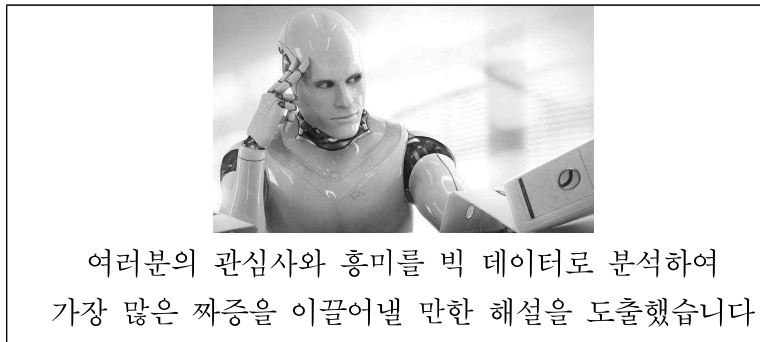 여러분의 관심사와 흥미를 빅 데이터로 분석하여
가장 많은 짜증을 이끌어낼 만한 해설을 도출했습니다